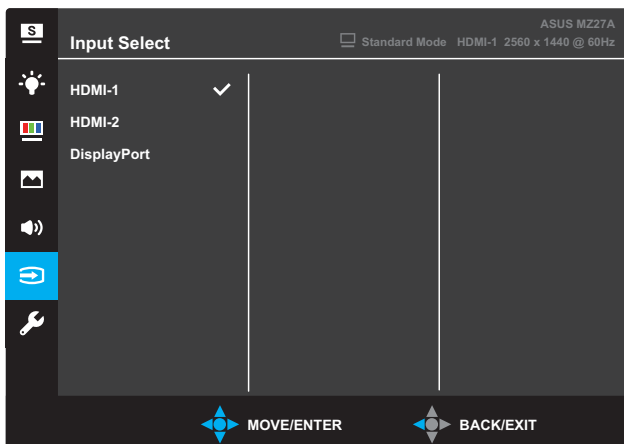 S
ASUS MZ27A
Input Select
Standard Mode HDMI-1 2560 x 1440 @ 60Hz
HDMI-1
HDMI-2
DisplayPort
MOVE/ENTER
BACK/EXIT